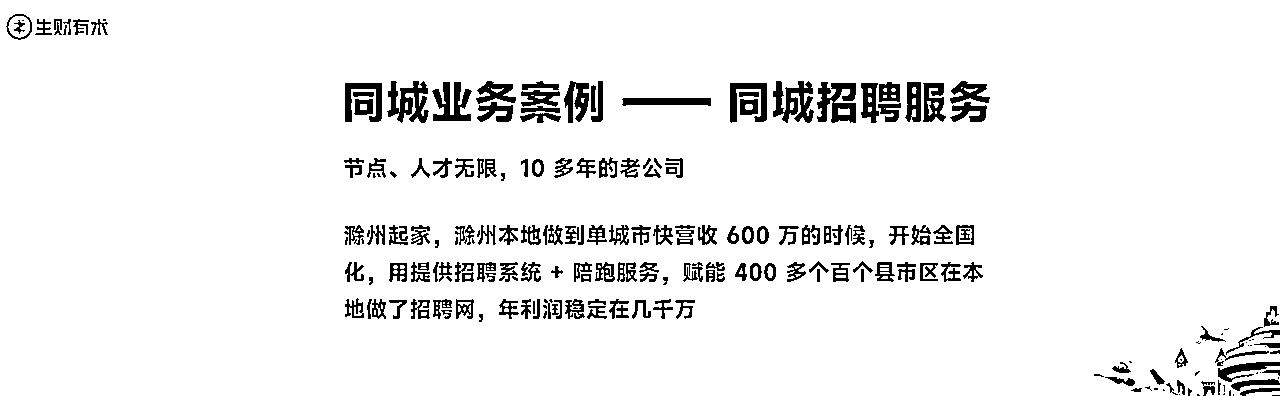 生财有术
同城业务案例 —— 同城招聘服务
节点、人才无限，10 多年的老公司
滁州起家，滁州本地做到单城市快营收 600 万的时候，开始全国
化，用提供招聘系统 + 陪跑服务，赋能 400 多个百个县市区在本
地做了招聘网，年利润稳定在几千万